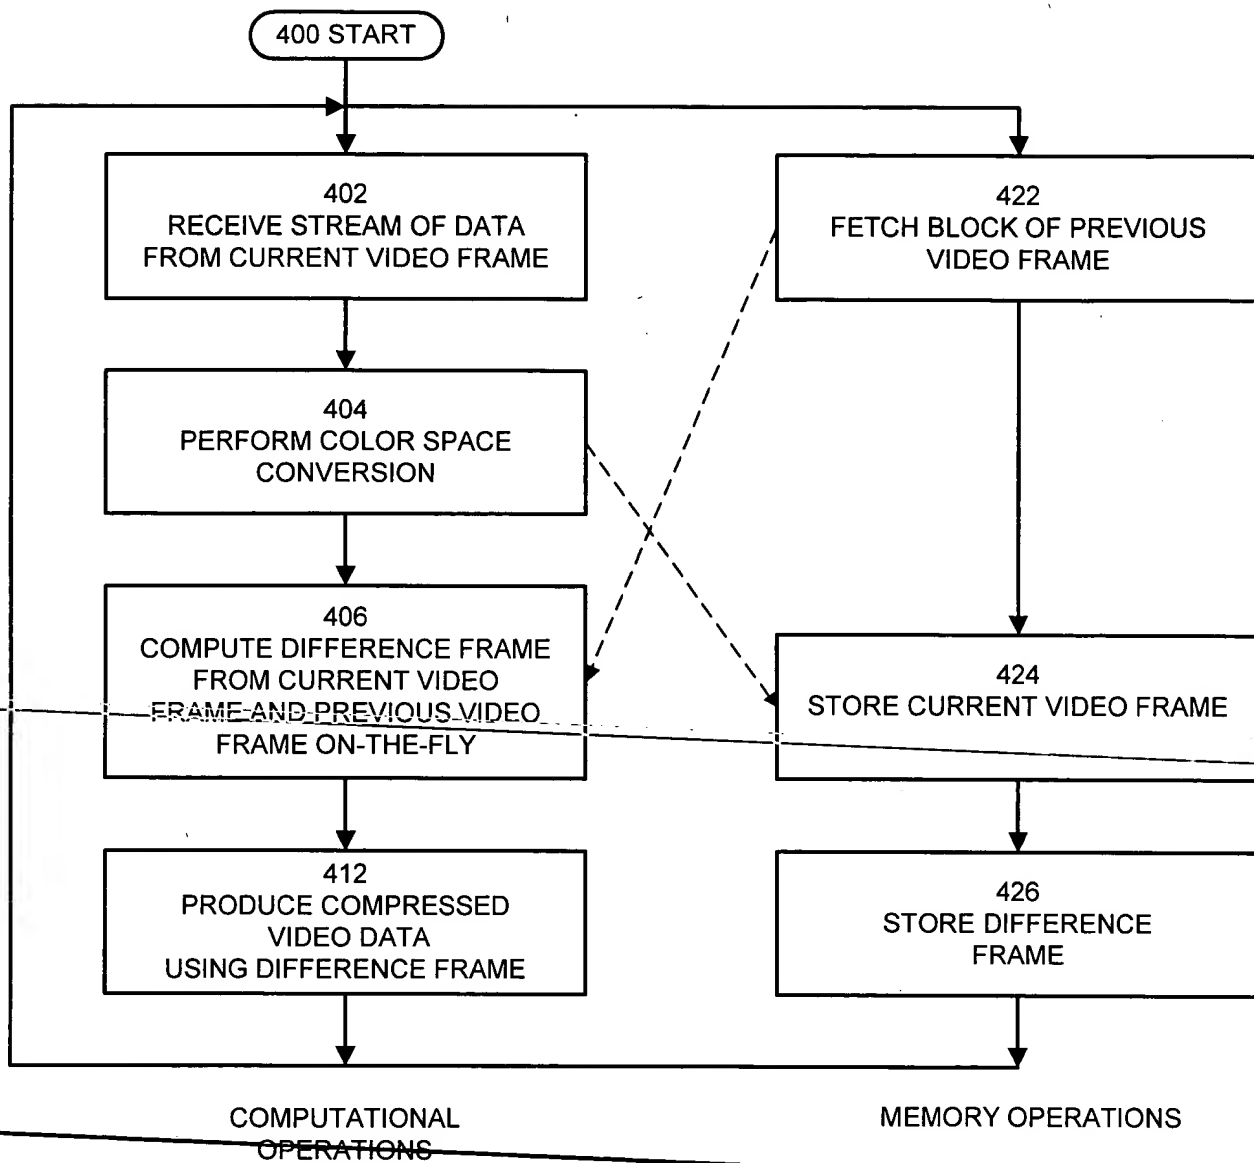 400 START
402
RECEIVE STREAM OF DATA
FROM CURRENT VIDEO FRAME
422
FETCH BLOCK OF PREVIOUS
VIDEO FRAME
404
PERFORM COLOR SPACE
CONVERSION
406
COMPUTE DIFFERENCE FRAME
FROM CURRENT VIDEO
FRAME AND PREVIOUS VIDEO
FRAME ON-THE-FLY
424
STORE CURRENT VIDEO FRAME
412
PRODUCE COMPRESSED
VIDEO DATA
USING DIFFERENCE FRAME
426
STORE DIFFERENCE
FRAME
COMPUTATIONAL
OPERATIONS
MEMORY OPERATIONS